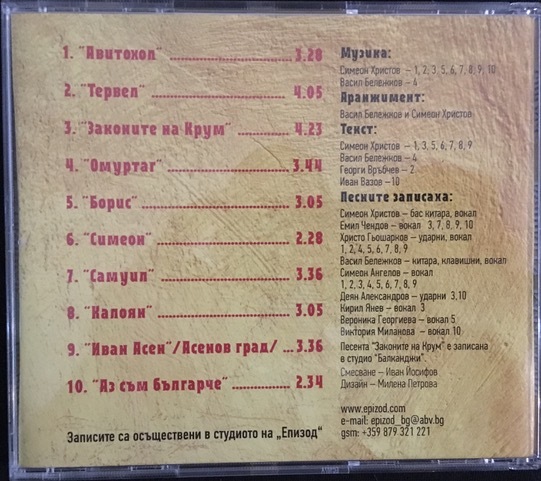 1. "Авитохол" 3.28
2. "Тервел" 4.05
3. "Законите на Крум" 4.23
4. "Омуртаг" 3.44
5. "Борис" 3.05
6. "Симеон" 2.28
7. "Самуил" 3.36
8. "Калоян" 3.05
9. "Иван Асен"/Асенов град/ ...3.36
10. "Аз съм българче" 2.34
Записите са осъществени в студиото на „Епизод“
Музика:
Симеон Христов – 1, 2, 3, 5, 6, 7, 8, 9, 10
Васил Бележков – 4
Аранжимент:
Васил Бележков и Симеон Христов
Текст:
Симеон Христов – 1, 3, 5, 6, 7, 8, 9
Васил Бележков – 4
Георги Връбчев – 2
Иван Вазов –10
Песните записаха:
Симеон Христов – бас китара, вокал
Емил Чендов – вокал 3, 7, 8, 9, 10
Христо Гьошарков – ударни, вокал
1, 2, 4, 5, 6, 7, 8, 9
Васил Бележков – китара, клавишни, вокал
Симеон Ангелов – вокал
1, 2, 3, 4, 5, 6, 7, 8, 9
Деян Александров – ударни 3,10
Кирил Янев – вокал 3
Вероника Георгиева – вокал 5
Виктория Миланова – вокал 10
Песента "Законите на Крум" е записана
в студио "Балканджи".
Смесване – Иван Йосифов
Дизайн – Милена Петрова
www.epizod.com
e-mail: epizod_bg@abv.bg
gsm: +359 879 321 221